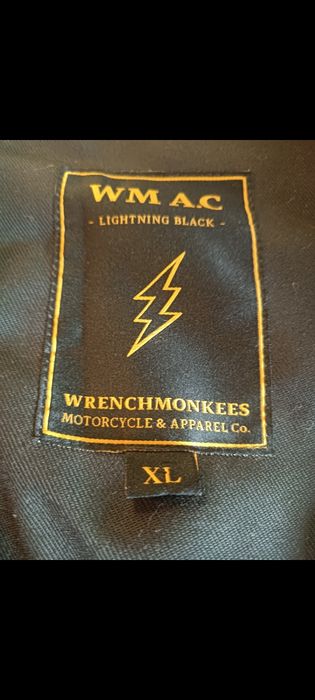 WM A.C
- LIGHTNING BLACK -
WRENCHMONKEES
MOTORCYCLE & APPAREL Co.
XL